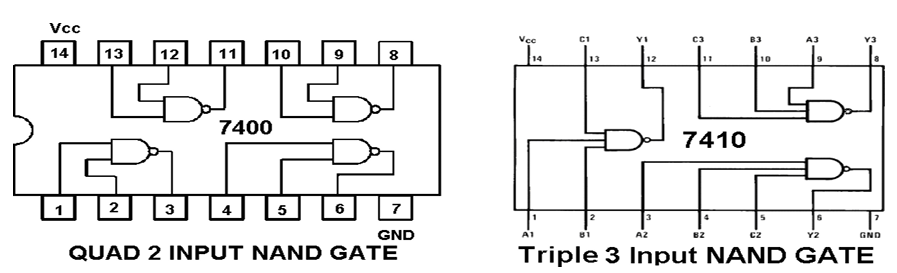 Vcc
14 13 12 11 10 9 8
7400
1 2 3 4 5 6 7
GND
QUAD 2 INPUT NAND GATE
Vcc C1 Y1 C3 B3 A3 Y3
14 13 12 11 10 9 8
7410
1 2 3 4 5 6 7
A1 B1 A2 B2 C2 Y2 GND
Triple 3 Input NAND GATE